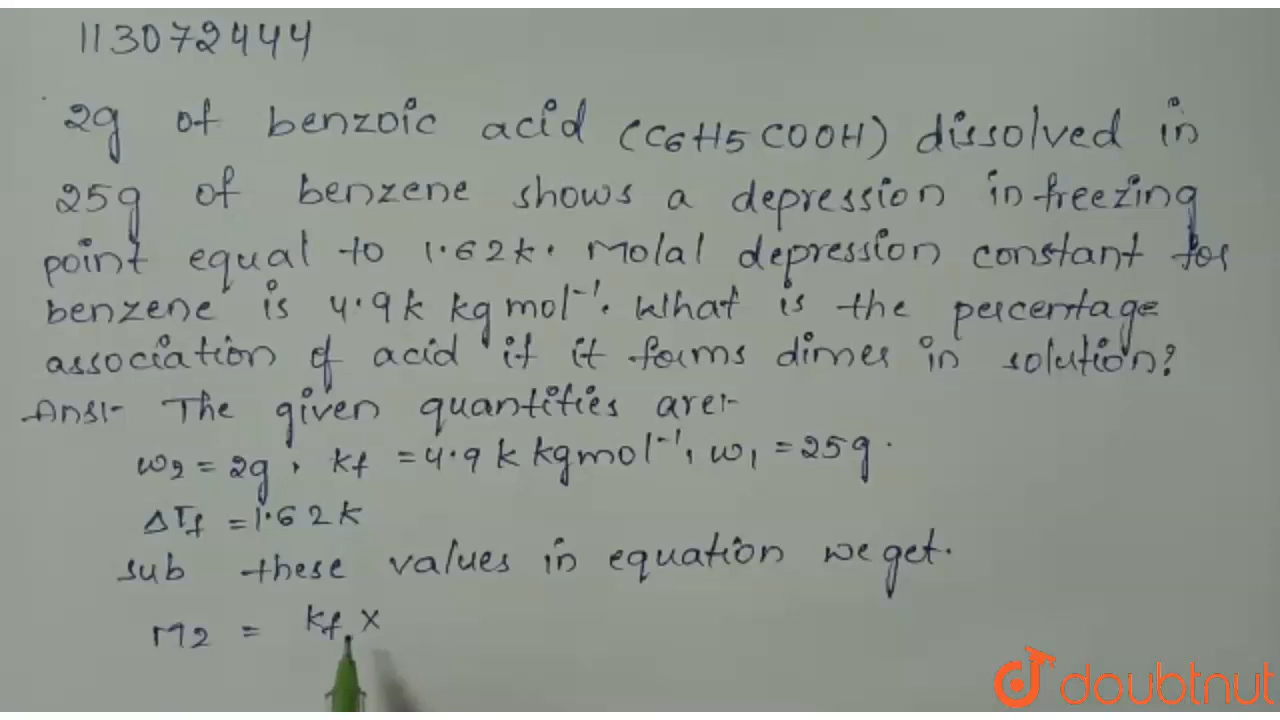 113072444
2g of benzoic acid (C6H5COOH) dissolved in
25g of benzene shows a depression in freezing
point equal to 1.62k. Molal depression constant for
benzene is 4.9k kg mol⁻¹. What is the percentage
association of acid if it forms dimer in solution?
Ans:- The given quantities are:-
w2 = 2g, kf = 4.9 k kg mol⁻¹, w1 = 25g.
ΔTf = 1.62k
sub these values in equation we get.
M2 = kf ×
doubtnut